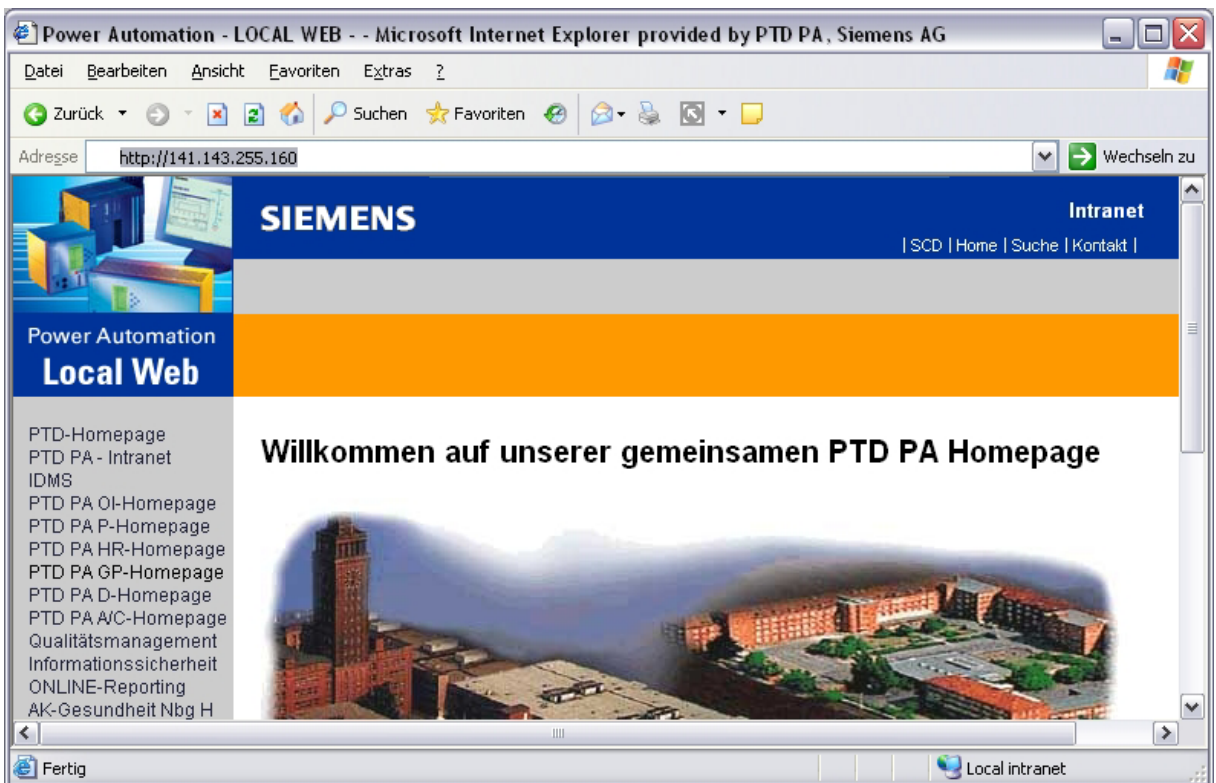 Power Automation - LOCAL WEB - - Microsoft Internet Explorer provided by PTD PA, Siemens AG
Datei Bearbeiten Ansicht Favoriten Extras ?
Zurück Suchen Favoriten
Adresse http://141.143.255.160 Wechseln zu
SIEMENS
Intranet
| SCD | Home | Suche | Kontakt |
Power Automation
Local Web
PTD-Homepage
PTD PA - Intranet
IDMS
PTD PA OI-Homepage
PTD PA P-Homepage
PTD PA HR-Homepage
PTD PA GP-Homepage
PTD PA D-Homepage
PTD PA A/C-Homepage
Qualitätsmanagement
Informationssicherheit
ONLINE-Reporting
AK-Gesundheit Nbg H
Willkommen auf unserer gemeinsamen PTD PA Homepage
Fertig
Local intranet